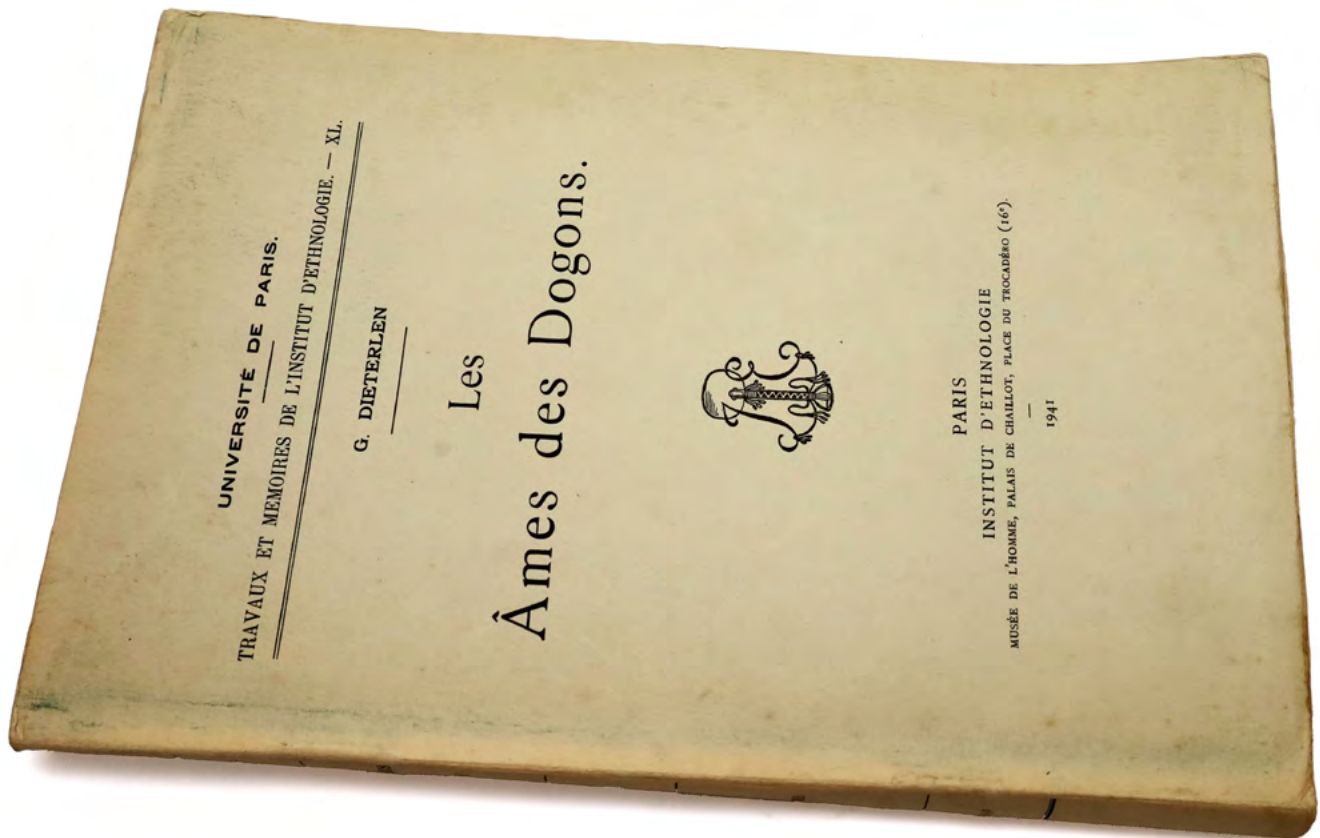 UNIVERSITÉ DE PARIS.
TRAVAUX ET MEMOIRES DE L'INSTITUT D'ETHNOLOGIE. — XL.
G. DIETERLEN
Les
Âmes des Dogons.
PARIS
INSTITUT D'ETHNOLOGIE
MUSÉE DE L'HOMME, PALAIS DE CHAILLOT, PLACE DU TROCADÉRO (16ᵉ).
1941